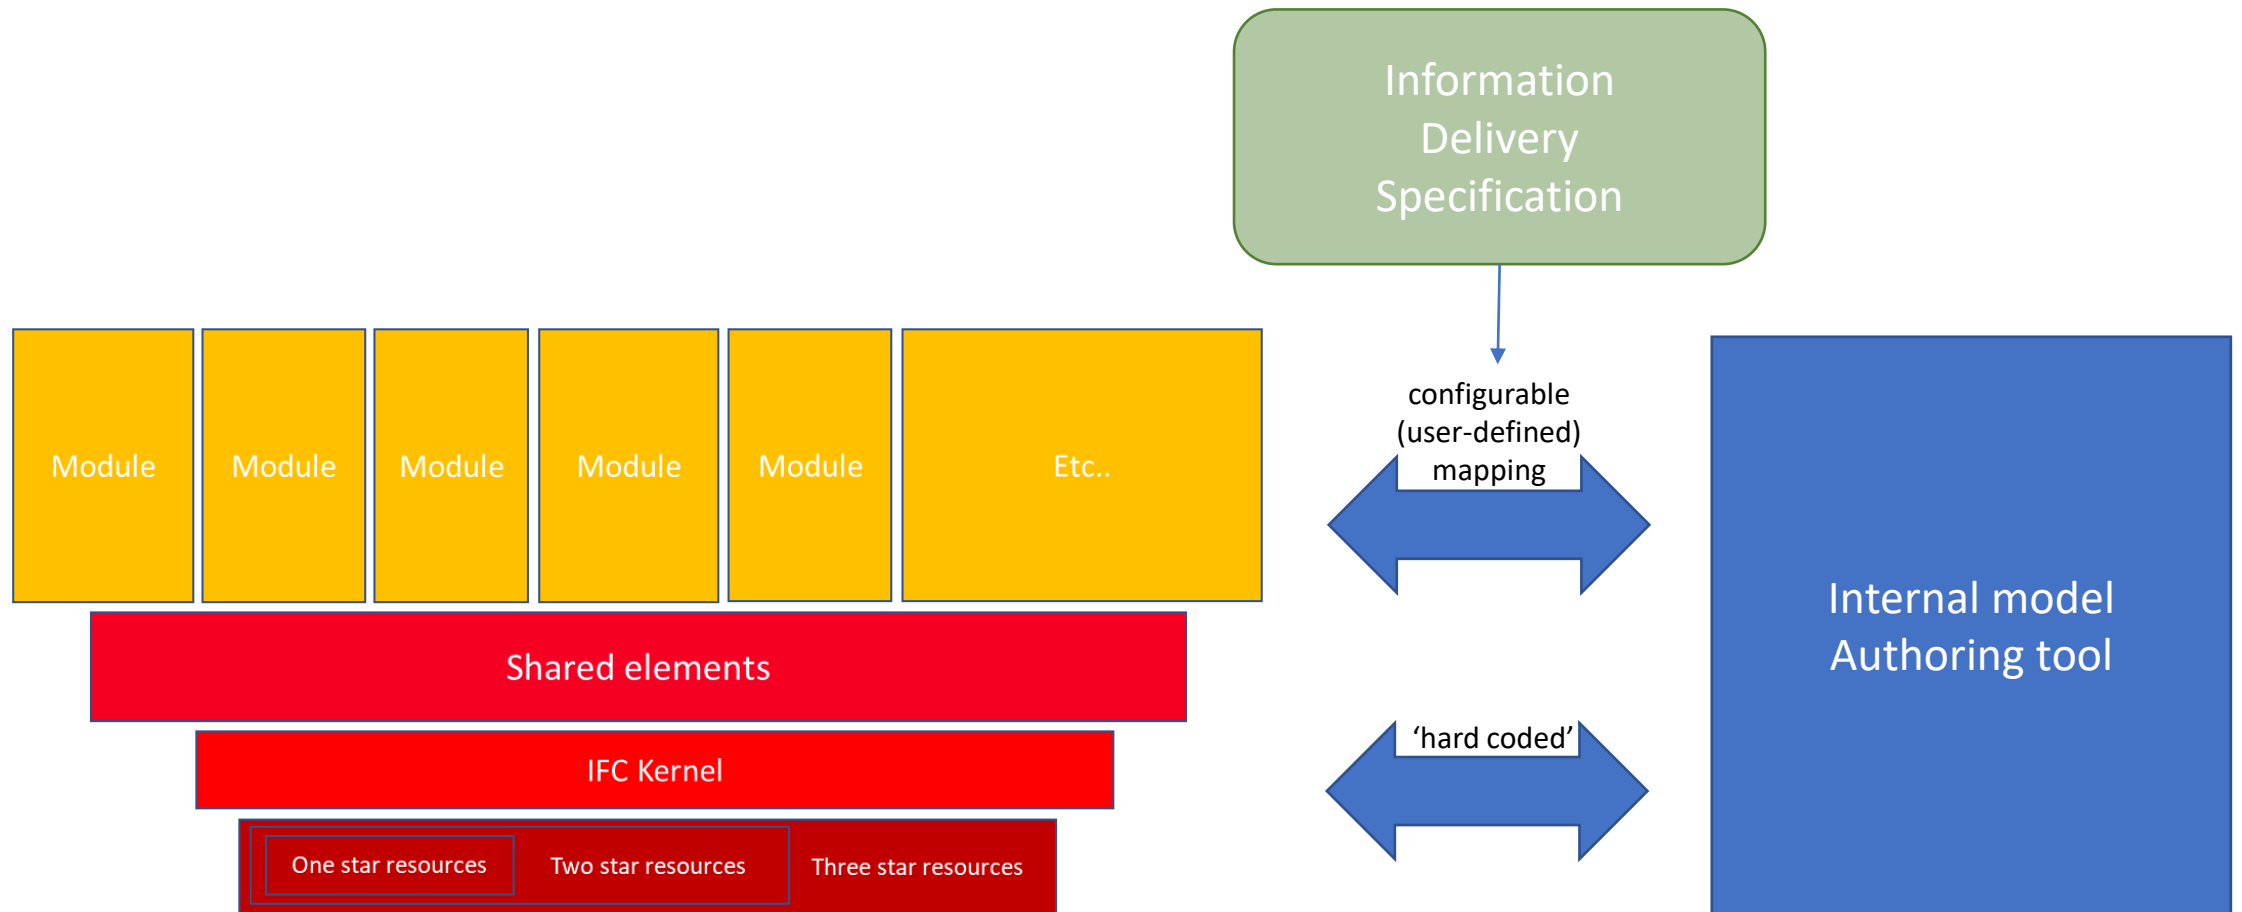 Information
Delivery
Specification
Module
Module
Module
Module
Module
Etc..
configurable
(user-defined)
mapping
Internal model
Authoring tool
Shared elements
'hard coded'
IFC Kernel
One star resources
Two star resources
Three star resources